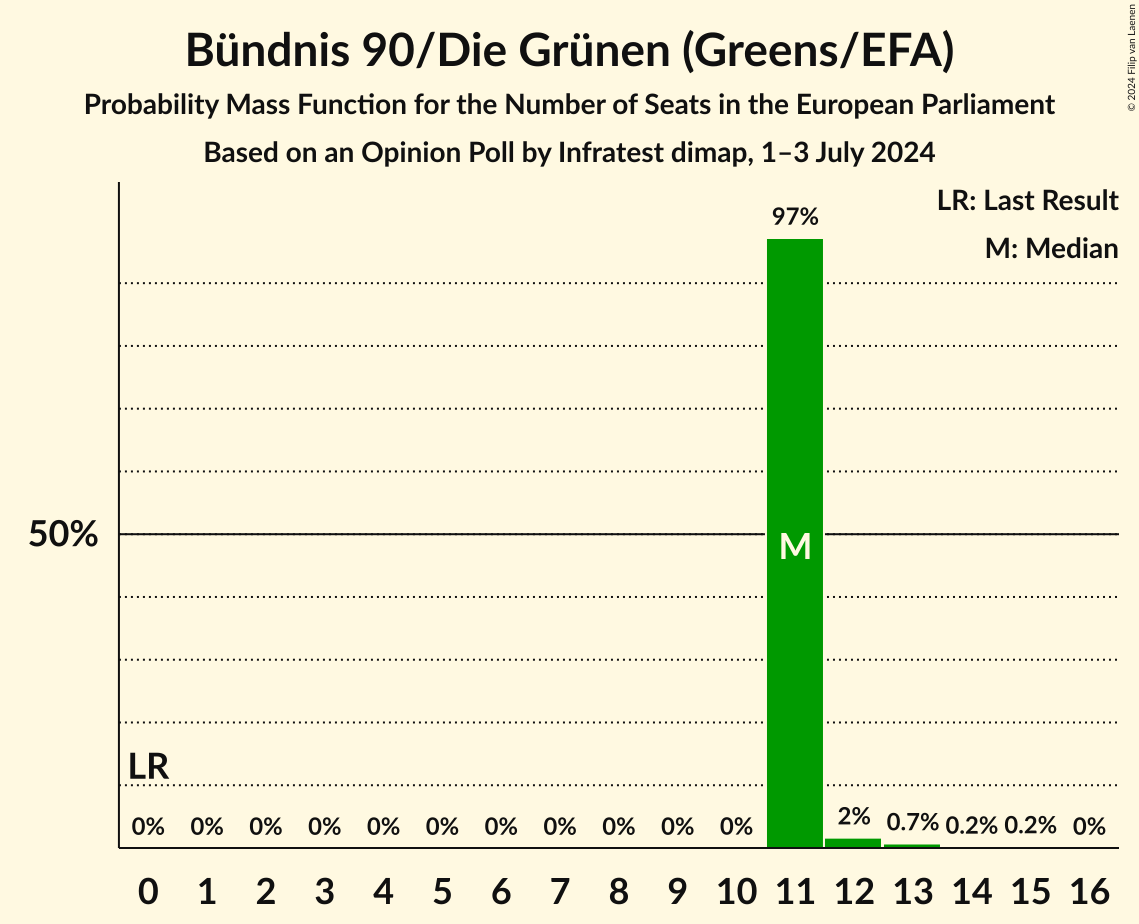 Bündnis 90/Die Grünen (Greens/EFA)
Probability Mass Function for the Number of Seats in the European Parliament
Based on an Opinion Poll by Infratest dimap, 1–3 July 2024
© 2024 Filip van Laenen
LR: Last Result
M: Median
97%
50%
M
LR
0% 0% 0% 0% 0% 0% 0% 0% 0% 0% 0% 2% 0.7% 0.2% 0.2% 0%
0 1 2 3 4 5 6 7 8 9 10 11 12 13 14 15 16